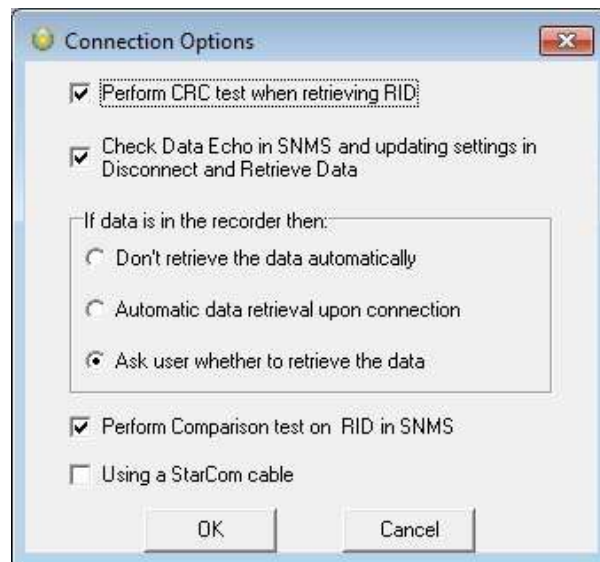 Connection Options
Perform CRC test when retrieving RID
Check Data Echo in SNMS and updating settings in
Disconnect and Retrieve Data
If data is in the recorder then:
Don't retrieve the data automatically
Automatic data retrieval upon connection
Ask user whether to retrieve the data
Perform Comparison test on RID in SNMS
Using a StarCom cable
OK
Cancel